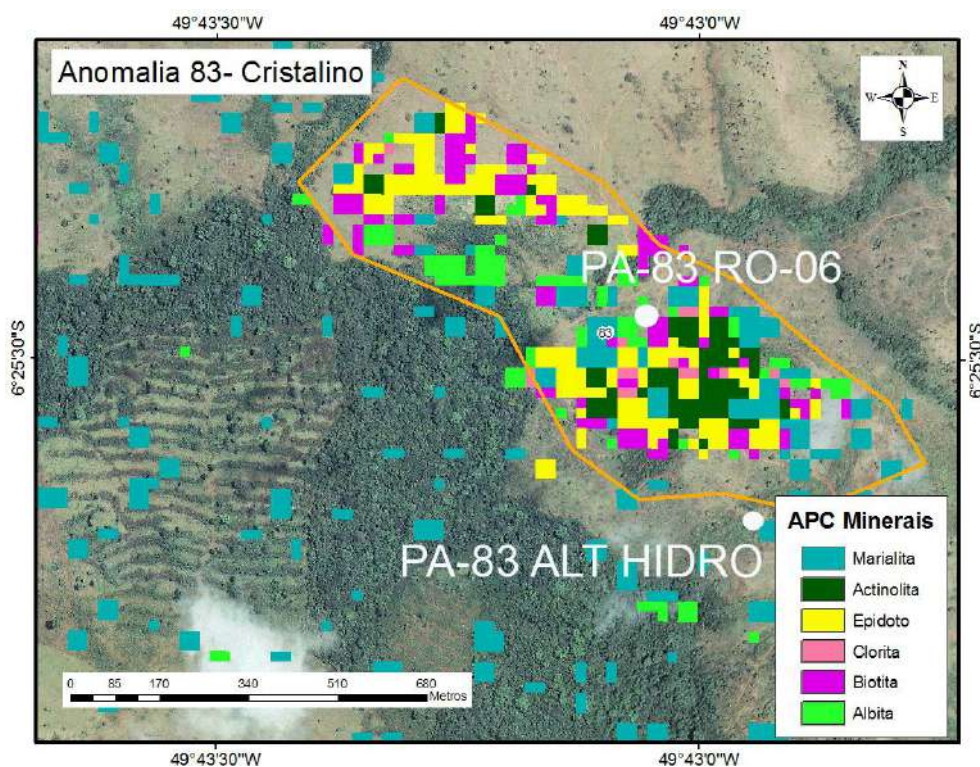 49°43'30"W
49°43'0"W
Anomalia 83- Cristalino
N
W
E
S
PA-83 RO-06
83
6°25'30"S
6°25'30"S
PA-83 ALT HIDRO
APC Minerais
Marialita
Actinolita
Epidoto
Clorita
Biotita
Albita
0 85 170 340 510 680
Metros
49°43'30"W
49°43'0"W